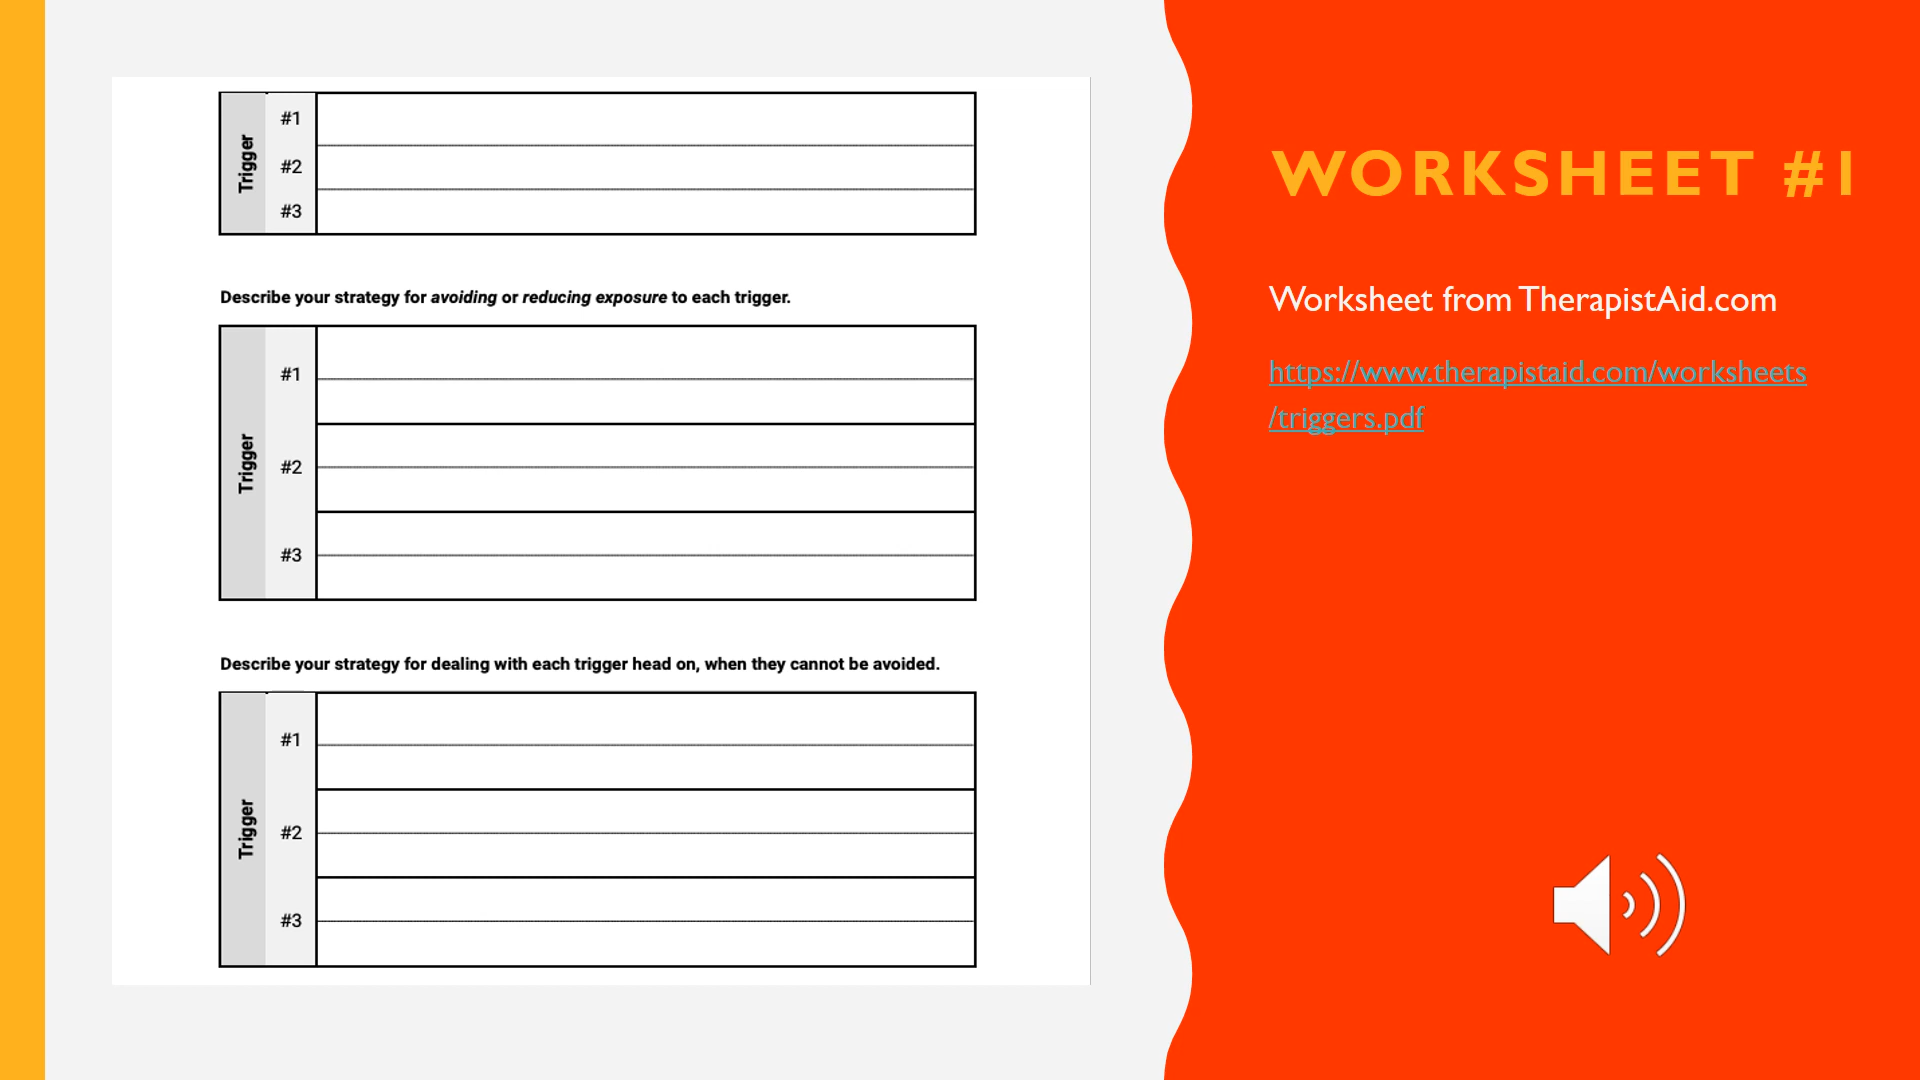 Trigger
#1
#2
#3
Describe your strategy for avoiding or reducing exposure to each trigger.
Trigger
#1
#2
#3
Describe your strategy for dealing with each trigger head on, when they cannot be avoided.
Trigger
#1
#2
#3
WORKSHEET #1
Worksheet from TherapistAid.com
https://www.therapistaid.com/worksheets
/triggers.pdf